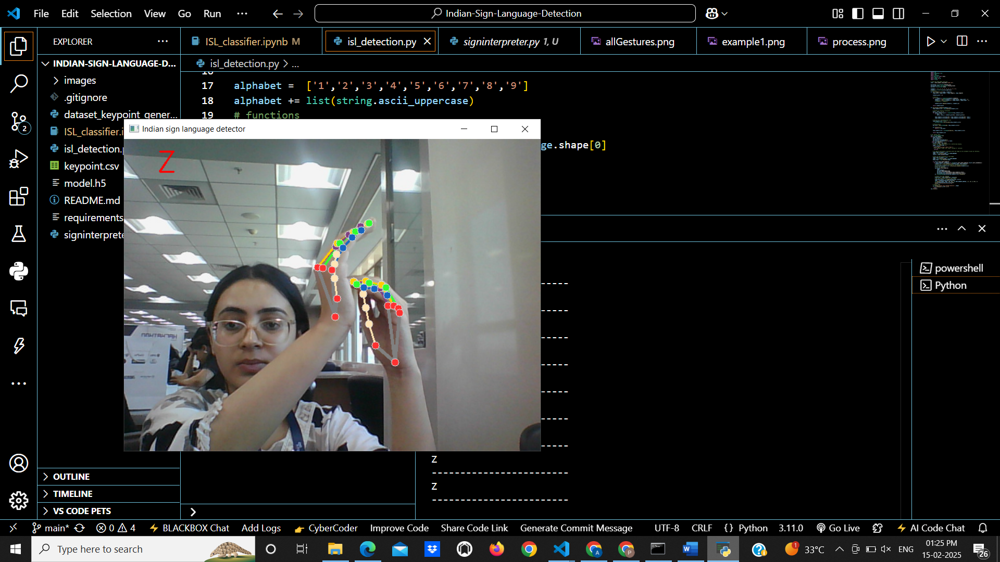 File Edit Selection View Go Run ...
Indian-Sign-Language-Detection
EXPLORER ...
ISL_classifier.ipynb M
isl_detection.py
signinterpreter.py 1, U
allGestures.png
example1.png
process.png
INDIAN-SIGN-LANGUAGE-D...
images
.gitignore
dataset_keypoint_gener...
ISL_classifier.i
isl_detection.p
keypoint.csv
model.h5
README.md
requirements
signinterprete
isl_detection.py > ...
17 alphabet = ['1','2','3','4','5','6','7','8','9']
18 alphabet += list(string.ascii_uppercase)
19 # functions
ge.shape[0]
Indian sign language detector
Z
powershell
Python
-----
-----
-----
-----
-----
-----
-----
Z
------------------------
Z
------------------------
2
OUTLINE
TIMELINE
VS CODE PETS
main* 0 4 BLACKBOX Chat Add Logs CyberCoder Improve Code Share Code Link Generate Commit Message UTF-8 CRLF {} Python 3.11.0 Go Live AI Code Chat
Type here to search
1 33°C ENG 01:25 PM
15-02-2025
26